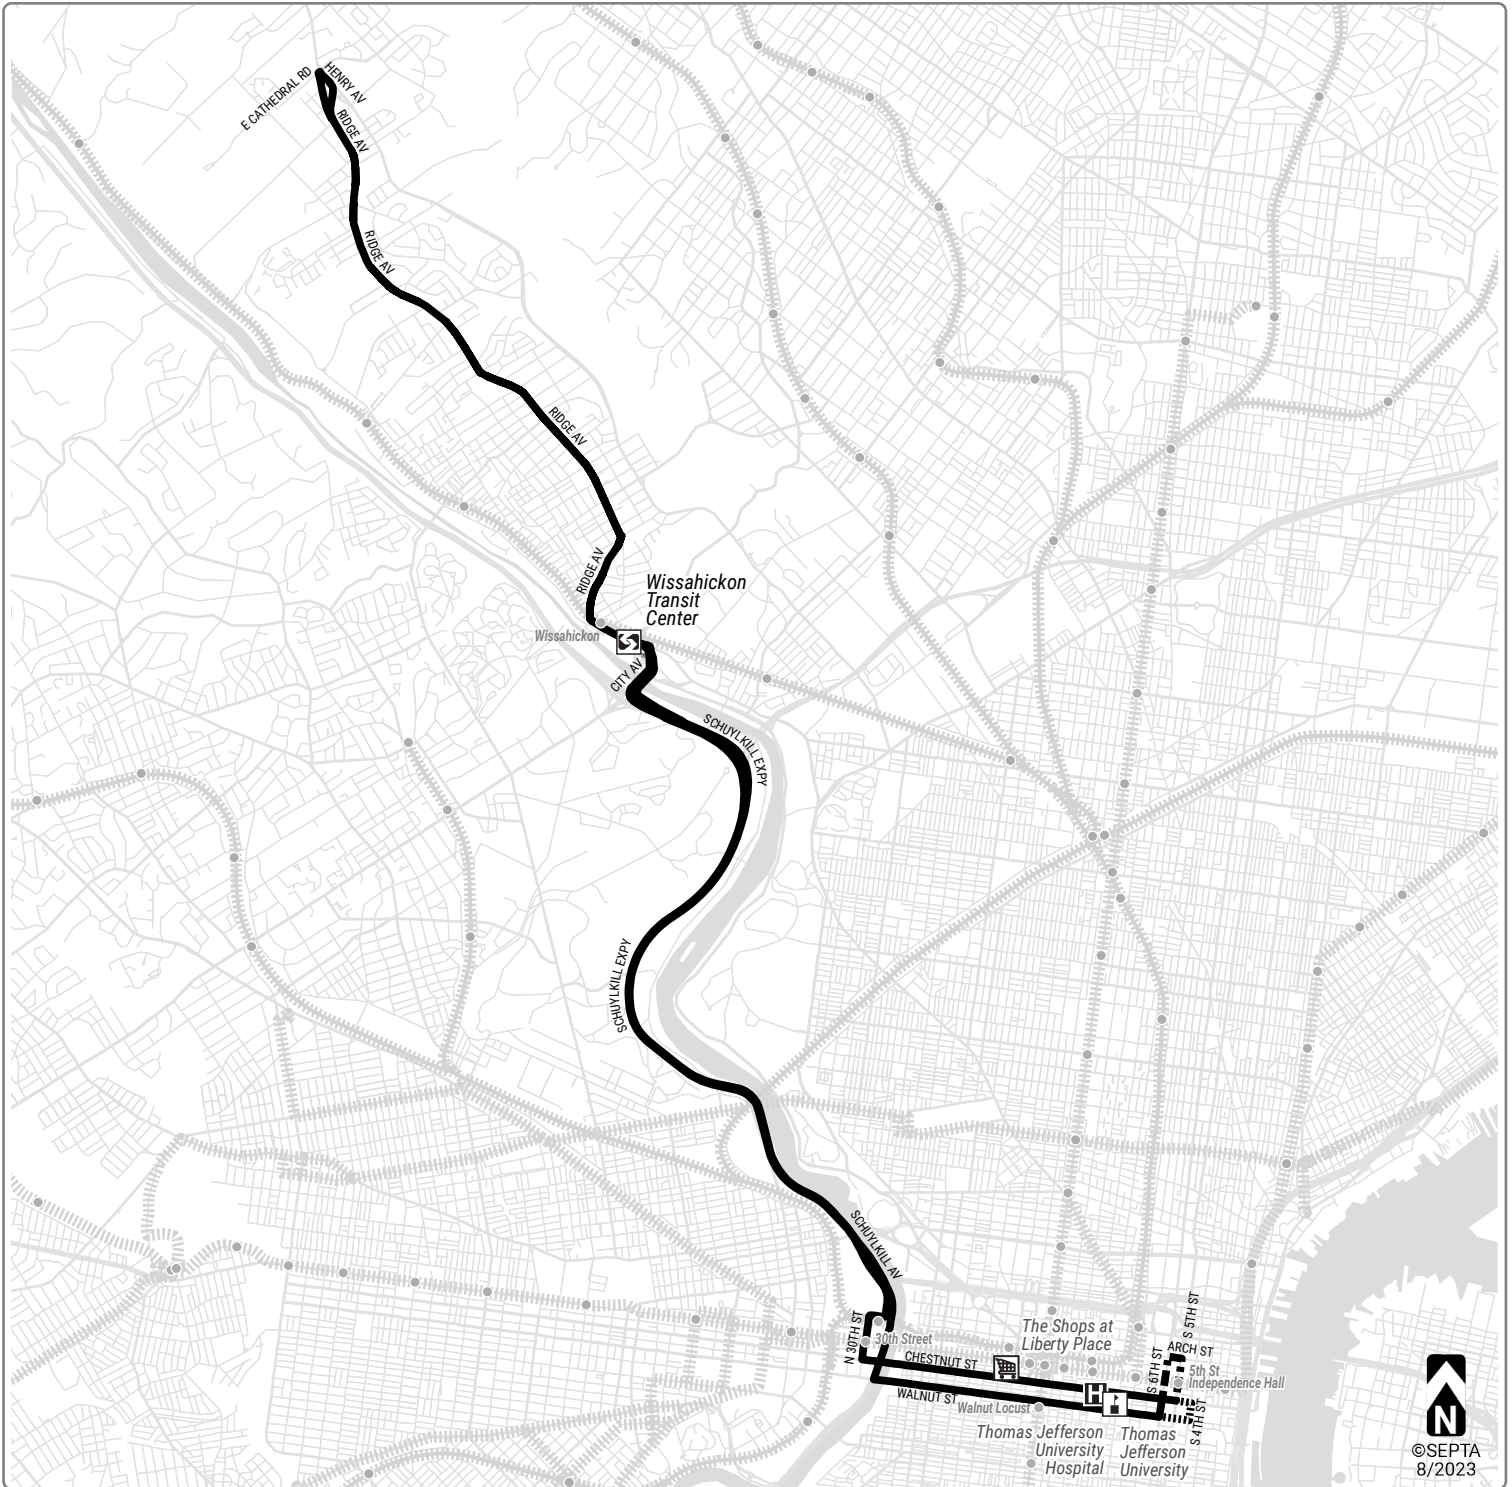 HENRY AV
E CATHEDRAL RD
RIDGE AV
RIDGE AV
RIDGE AV
RIDGE AV
Wissahickon
Transit
Center
Wissahickon
CITY AV
SCHUYLKILL EXPY
SCHUYLKILL EXPY
SCHUYLKILL AV
N 30TH ST
30th Street
CHESTNUT ST
WALNUT ST
The Shops at
Liberty Place
S 5TH ST
ARCH ST
S 6TH ST
5th St
Independence Hall
S 4TH ST
Walnut Locust
H
Thomas Jefferson
University
Hospital
Thomas
Jefferson
University
N
©SEPTA
8/2023